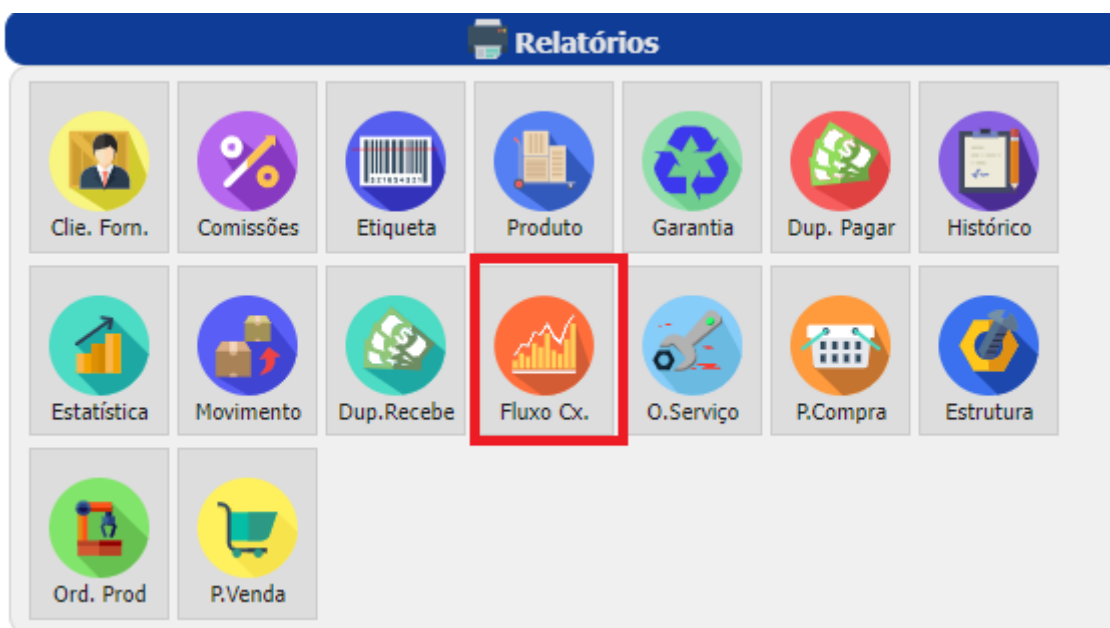 Relatórios
Clie. Forn. Comissões Etiqueta Produto Garantia Dup. Pagar Histórico
Estatística Movimento Dup.Recebe Fluxo Cx. O.Serviço P.Compra Estrutura
Ord. Prod P.Venda